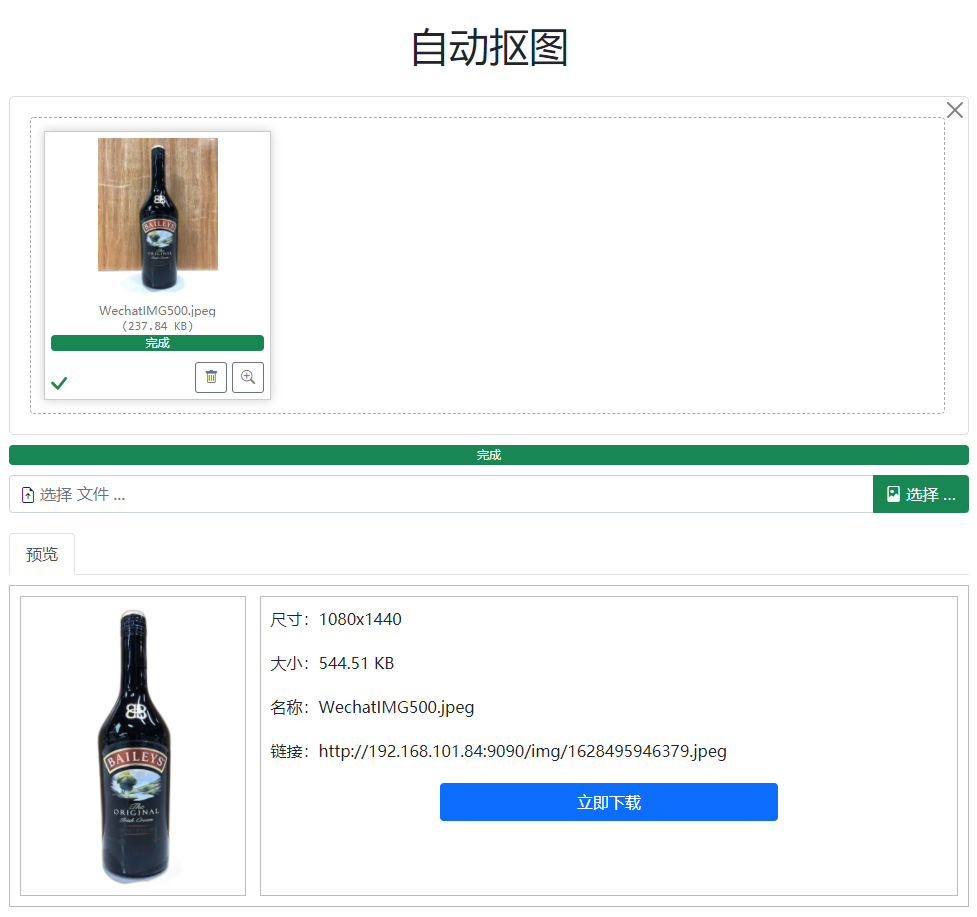 自动抠图
BAILEYS
The
ORIGINAL
Irish Cream
WechatIMG500.jpeg
(237.84 KB)
完成
完成
选择 文件 ...
选择 ...
预览
BAILEYS
The
ORIGINAL
Irish Cream
尺寸：1080x1440
大小：544.51 KB
名称：WechatIMG500.jpeg
链接：http://192.168.101.84:9090/img/1628495946379.jpeg
立即下载